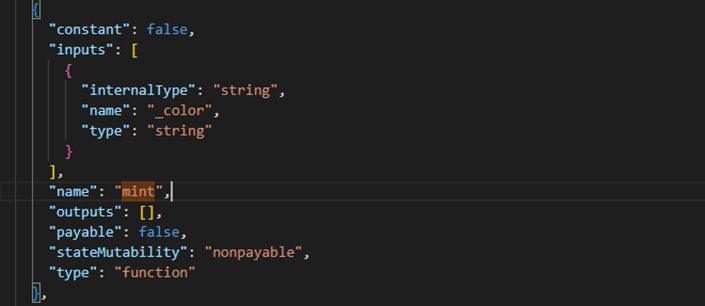 {
"constant": false,
"inputs": [
{
"internalType": "string",
"name": "_color",
"type": "string"
}
],
"name": "mint",
"outputs": [],
"payable": false,
"stateMutability": "nonpayable",
"type": "function"
},